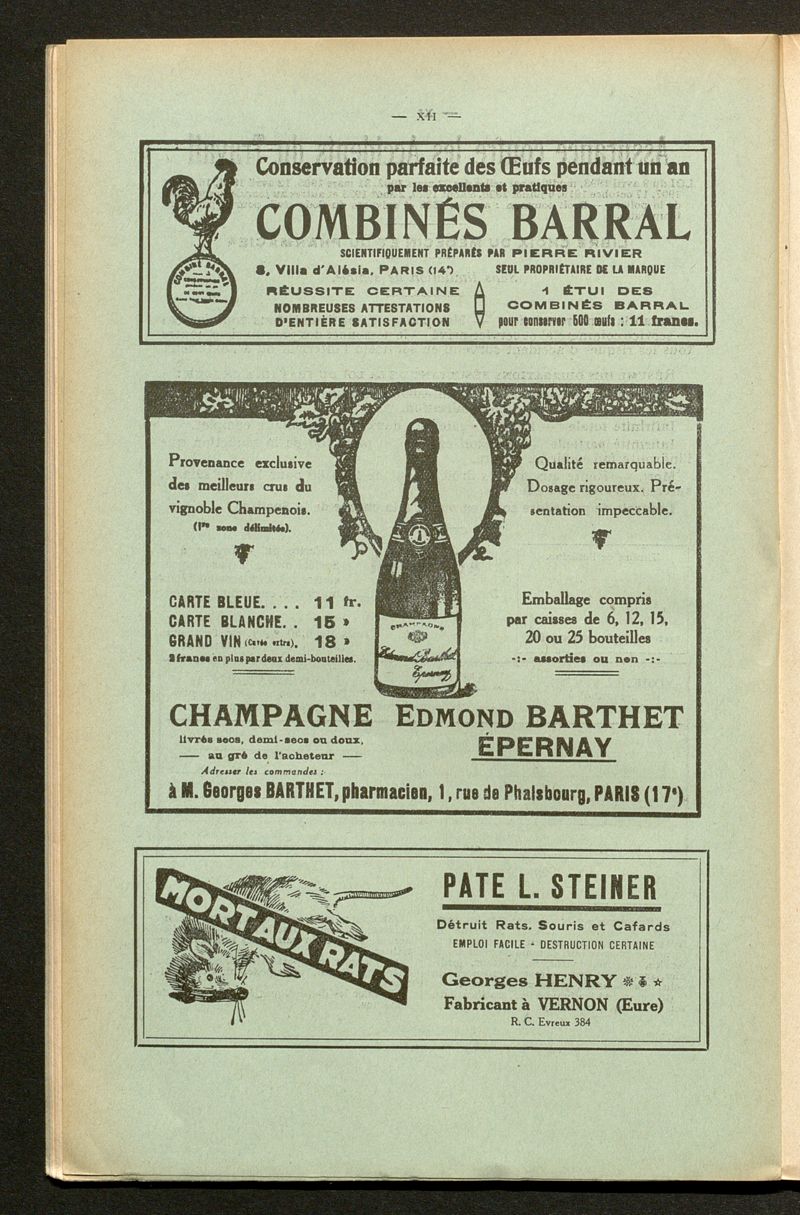 — XII —
Conservation parfaite des Œufs pendant un an
par les excellents et pratiques
COMBINÉS BARRAL
SCIENTIFIQUEMENT PRÉPARÉS PAR PIERRE RIVIER
8, Villa d'Alésia, PARIS (14ᵉ) SEUL PROPRIÉTAIRE DE LA MARQUE
RÉUSSITE CERTAINE
NOMBREUSES ATTESTATIONS
D'ENTIÈRE SATISFACTION
1 ÉTUI DES
COMBINÉS BARRAL
pour conserver 500 œufs : 11 francs.
COMBINÉ BARRAL
Provenance exclusive
des meilleurs crus du
vignoble Champenois.
(1ʳᵉ zone délimitée).
Qualité remarquable.
Dosage rigoureux. Pré-
sentation impeccable.
CARTE BLEUE. . . . 11 fr.
CARTE BLANCHE. . 15 »
GRAND VIN (Cuvée extra). 18 »
2 francs en plus par deux demi-bouteilles.
Emballage compris
par caisses de 6, 12, 15,
20 ou 25 bouteilles
-:- assorties ou non -:-
CHAMPAGNE
Edmond Barthet
Epernay
CHAMPAGNE EDMOND BARTHET
livrés secs, demi-secs ou doux,
— au gré de l'acheteur —
ÉPERNAY
Adresser les commandes :
à M. Georges BARTHET, pharmacien, 1, rue de Phalsbourg, PARIS (17ᵉ)
MORT AUX RATS
PATE L. STEINER
Détruit Rats, Souris et Cafards
EMPLOI FACILE - DESTRUCTION CERTAINE
Georges HENRY
Fabricant à VERNON (Eure)
R. C. Evreux 384